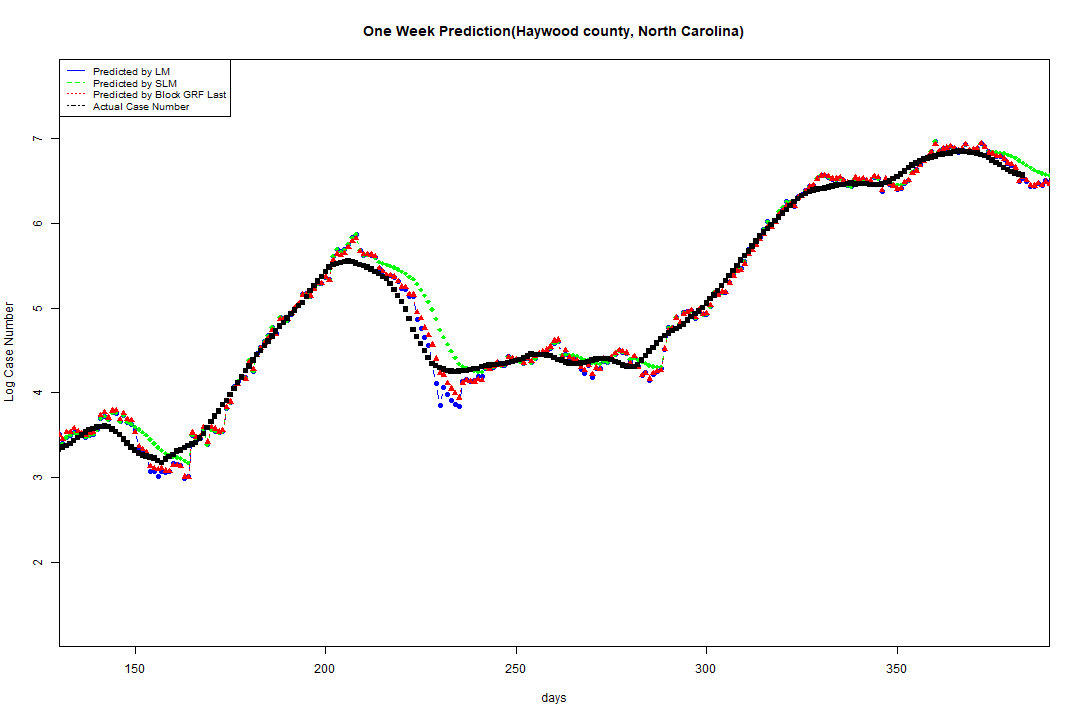 One Week Prediction(Haywood county, North Carolina)
Predicted by LM
Predicted by SLM
Predicted by Block GRF Last
Actual Case Number
7
6
5
4
3
2
Log Case Number
150 200 250 300 350
days